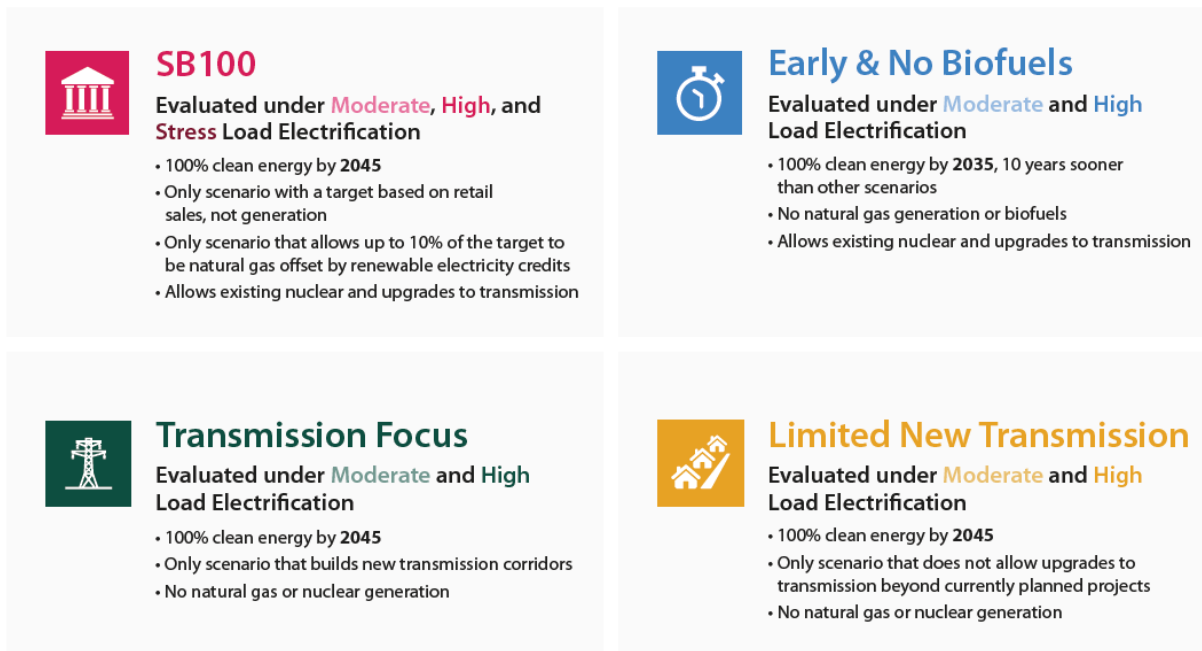 SB100
Evaluated under Moderate, High, and
Stress Load Electrification
• 100% clean energy by 2045
• Only scenario with a target based on retail
sales, not generation
• Only scenario that allows up to 10% of the target to
be natural gas offset by renewable electricity credits
• Allows existing nuclear and upgrades to transmission
Early & No Biofuels
Evaluated under Moderate and High
Load Electrification
• 100% clean energy by 2035, 10 years sooner
than other scenarios
• No natural gas generation or biofuels
• Allows existing nuclear and upgrades to transmission
Transmission Focus
Evaluated under Moderate and High
Load Electrification
• 100% clean energy by 2045
• Only scenario that builds new transmission corridors
• No natural gas or nuclear generation
Limited New Transmission
Evaluated under Moderate and High
Load Electrification
• 100% clean energy by 2045
• Only scenario that does not allow upgrades to
transmission beyond currently planned projects
• No natural gas or nuclear generation